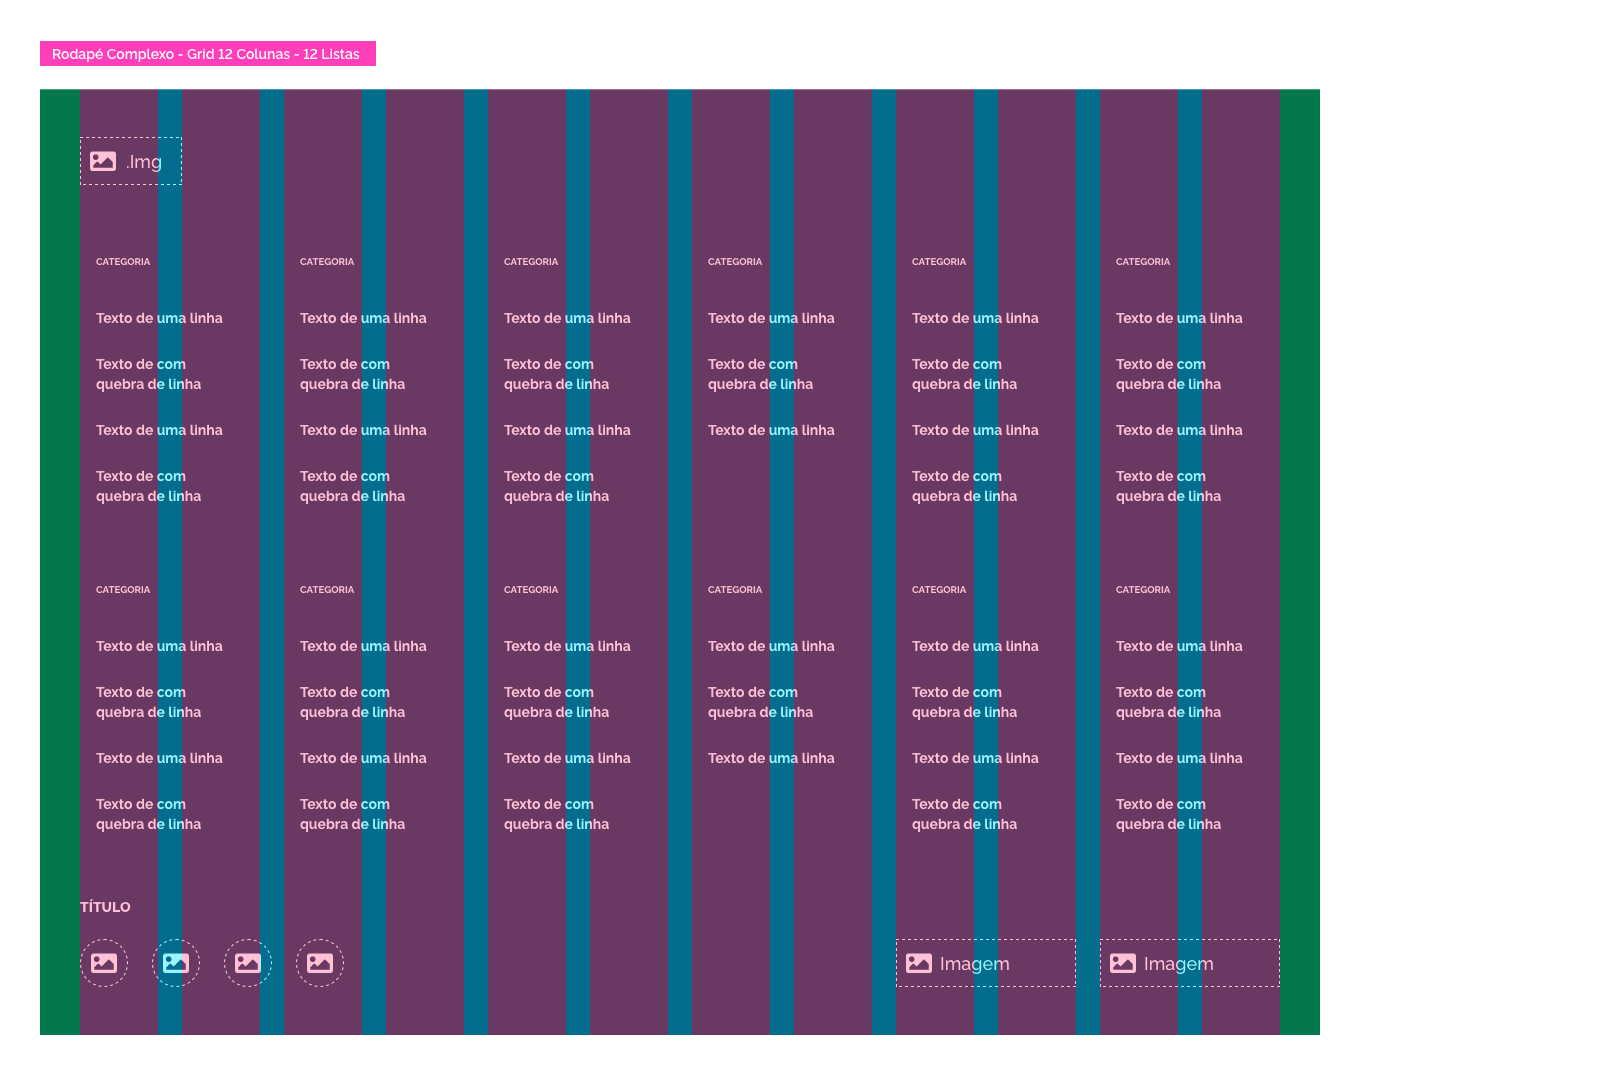 Rodapé Complexo - Grid 12 Colunas - 12 Listas
.Img
CATEGORIA
Texto de uma linha
Texto de com
quebra de linha
Texto de uma linha
Texto de com
quebra de linha
CATEGORIA
Texto de uma linha
Texto de com
quebra de linha
Texto de uma linha
Texto de com
quebra de linha
CATEGORIA
Texto de uma linha
Texto de com
quebra de linha
Texto de uma linha
Texto de com
quebra de linha
CATEGORIA
Texto de uma linha
Texto de com
quebra de linha
Texto de uma linha
CATEGORIA
Texto de uma linha
Texto de com
quebra de linha
Texto de uma linha
Texto de com
quebra de linha
CATEGORIA
Texto de uma linha
Texto de com
quebra de linha
Texto de uma linha
Texto de com
quebra de linha
CATEGORIA
Texto de uma linha
Texto de com
quebra de linha
Texto de uma linha
Texto de com
quebra de linha
CATEGORIA
Texto de uma linha
Texto de com
quebra de linha
Texto de uma linha
Texto de com
quebra de linha
CATEGORIA
Texto de uma linha
Texto de com
quebra de linha
Texto de uma linha
Texto de com
quebra de linha
CATEGORIA
Texto de uma linha
Texto de com
quebra de linha
Texto de uma linha
CATEGORIA
Texto de uma linha
Texto de com
quebra de linha
Texto de uma linha
Texto de com
quebra de linha
CATEGORIA
Texto de uma linha
Texto de com
quebra de linha
Texto de uma linha
Texto de com
quebra de linha
TÍTULO
Imagem
Imagem